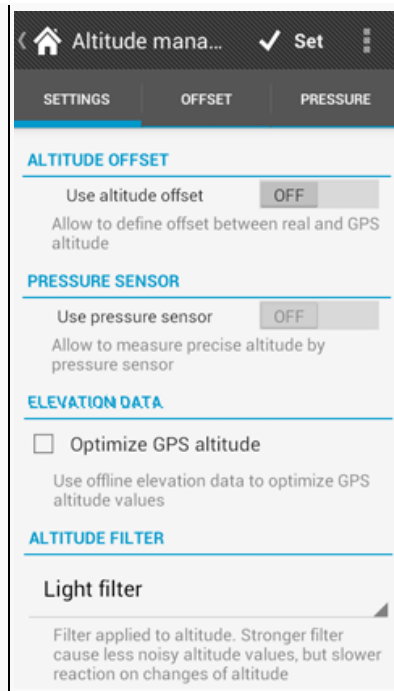 Altitude mana... Set
SETTINGS OFFSET PRESSURE
ALTITUDE OFFSET
Use altitude offset OFF
Allow to define offset between real and GPS
altitude
PRESSURE SENSOR
Use pressure sensor OFF
Allow to measure precise altitude by
pressure sensor
ELEVATION DATA
Optimize GPS altitude
Use offline elevation data to optimize GPS
altitude values
ALTITUDE FILTER
Light filter
Filter applied to altitude. Stronger filter
cause less noisy altitude values, but slower
reaction on changes of altitude